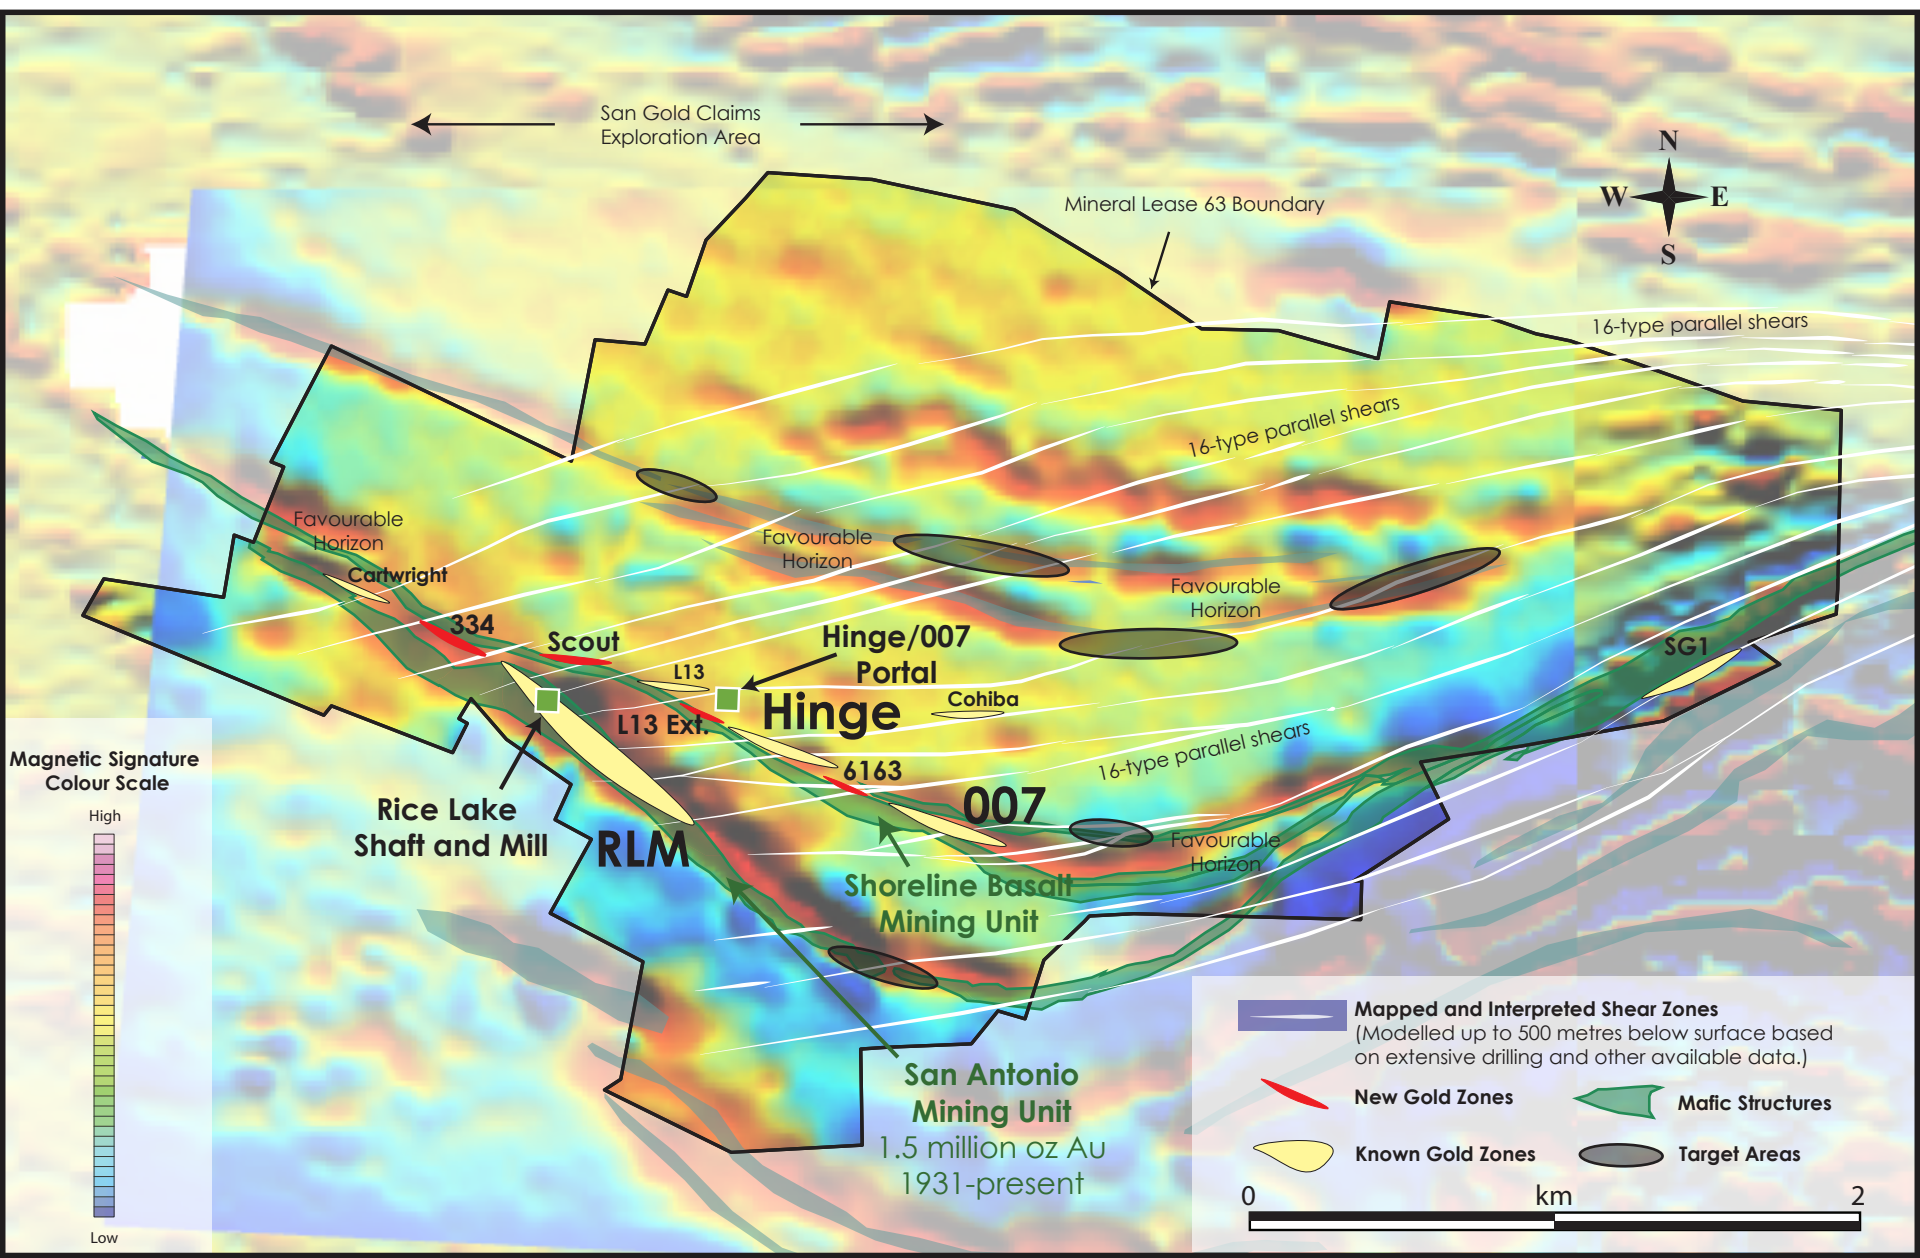 San Gold Claims
Exploration Area
N
W
E
S
Mineral Lease 63 Boundary
16-type parallel shears
16-type parallel shears
Favourable
Horizon
Favourable
Horizon
Favourable
Horizon
Cartwright
334
Scout
Hinge/007
Portal
SG1
L13
Cohiba
Hinge
L13 Ext.
16-type parallel shears
6163
007
Magnetic Signature
Colour Scale
High
Low
Rice Lake
Shaft and Mill
RLM
Favourable
Horizon
Shoreline Basalt
Mining Unit
San Antonio
Mining Unit
1.5 million oz Au
1931-present
Mapped and Interpreted Shear Zones
(Modelled up to 500 metres below surface based
on extensive drilling and other available data.)
New Gold Zones
Mafic Structures
Known Gold Zones
Target Areas
0 km 2